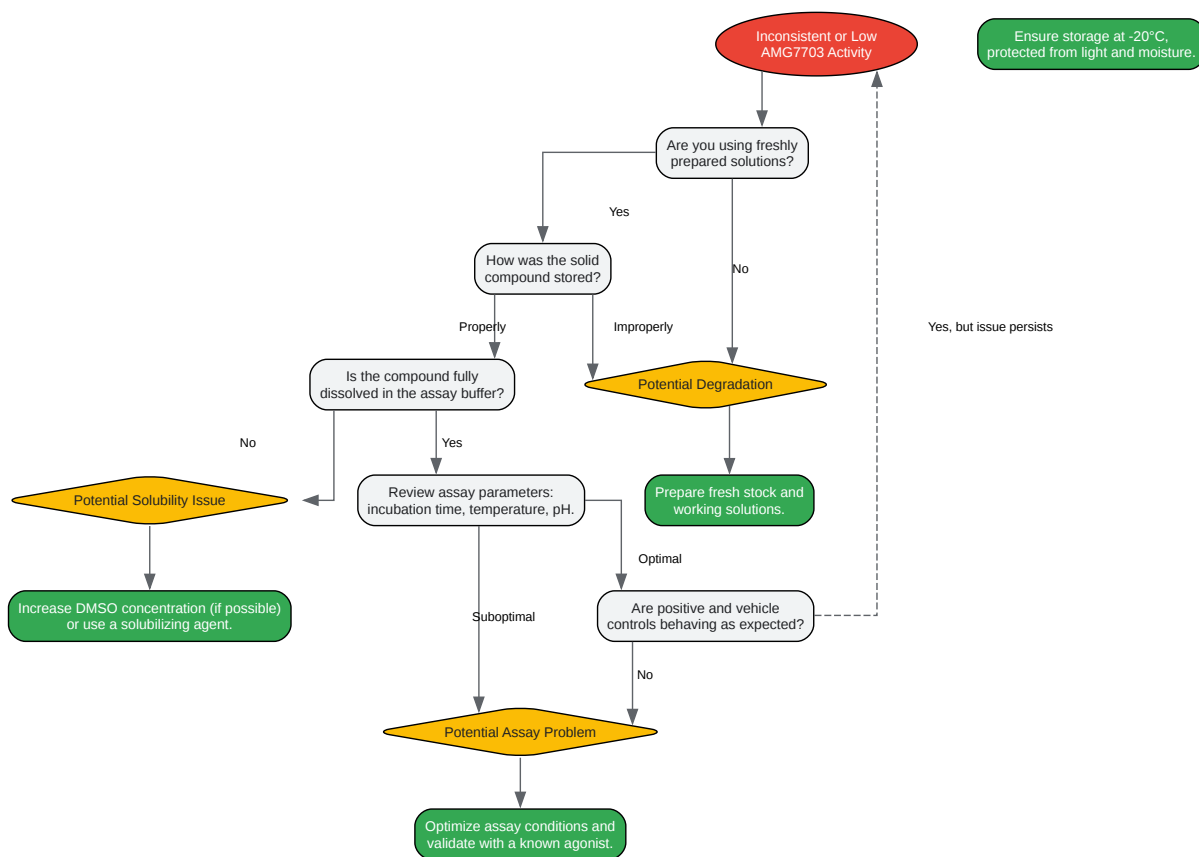 Inconsistent or Low
AMG7703 Activity
Ensure storage at -20°C,
protected from light and moisture.
Are you using freshly
prepared solutions?
Yes
How was the solid
compound stored?
No
Properly
Improperly
Yes, but issue persists
Is the compound fully
dissolved in the assay buffer?
Potential Degradation
No
Yes
Potential Solubility Issue
Review assay parameters:
incubation time, temperature, pH.
Prepare fresh stock and
working solutions.
Optimal
Increase DMSO concentration (if possible)
or use a solubilizing agent.
Suboptimal
Are positive and vehicle
controls behaving as expected?
No
Potential Assay Problem
Optimize assay conditions and
validate with a known agonist.